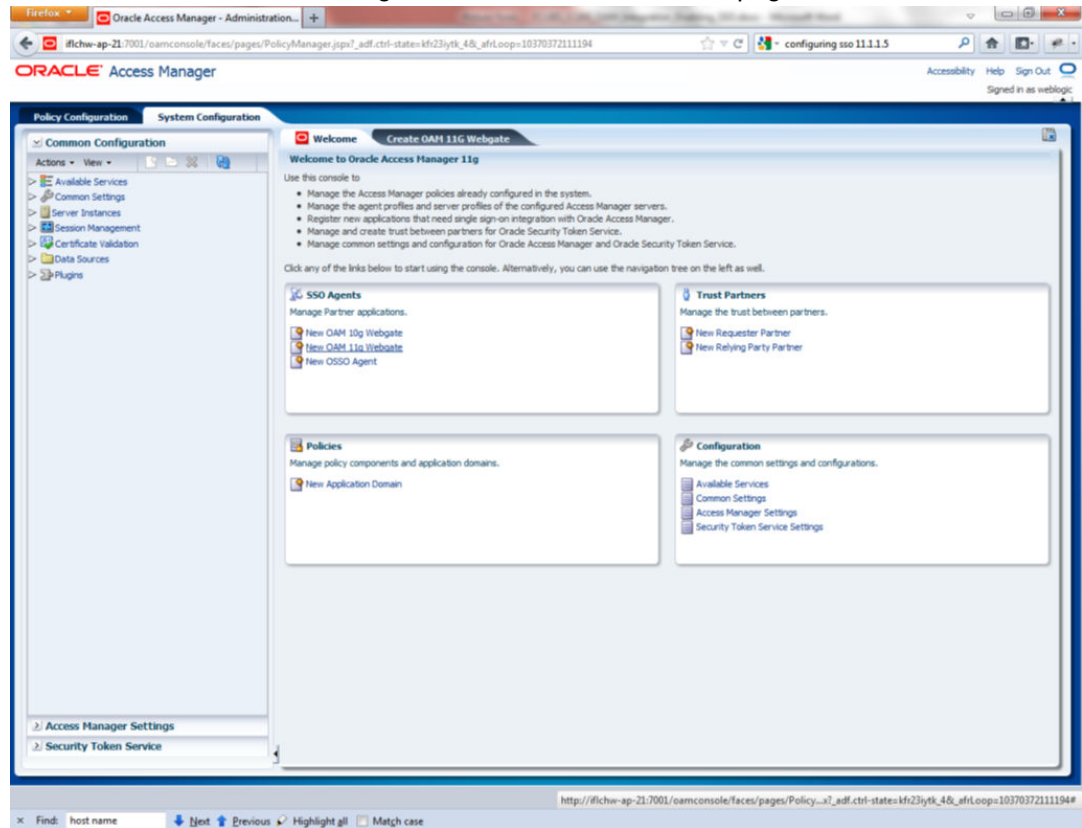 Firefox
Oracle Access Manager - Administration...
iflchw-ap-21:7001/oamconsole/faces/pages/PolicyManager.jspx?_adf.ctrl-state=kfr23iytk_4&_afrLoop=10370372111194
configuring sso 11.1.1.5
ORACLE Access Manager
Accessibility Help Sign Out
Signed in as weblogic
Policy Configuration System Configuration
Common Configuration
Actions View
Available Services
Common Settings
Server Instances
Session Management
Certificate Validation
Data Sources
Plugins
Access Manager Settings
Security Token Service
Welcome Create OAM 11G Webgate
Welcome to Oracle Access Manager 11g
Use this console to
• Manage the Access Manager policies already configured in the system.
• Manage the agent profiles and server profiles of the configured Access Manager servers.
• Register new applications that need single sign-on integration with Oracle Access Manager.
• Manage and create trust between partners for Oracle Security Token Service.
• Manage common settings and configuration for Oracle Access Manager and Oracle Security Token Service.
Click any of the links below to start using the console. Alternatively, you can use the navigation tree on the left as well.
SSO Agents
Manage Partner applications.
New OAM 10g Webgate
New OAM 11g Webgate
New OSSO Agent
Trust Partners
Manage the trust between partners.
New Requester Partner
New Relying Party Partner
Policies
Manage policy components and application domains.
New Application Domain
Configuration
Manage the common settings and configurations.
Available Services
Common Settings
Access Manager Settings
Security Token Service Settings
http://iflchw-ap-21:7001/oamconsole/faces/pages/Policy...x?_adf.ctrl-state=kfr23iytk_4&_afrLoop=10370372111194#
× Find: host name Next Previous Highlight all Match case